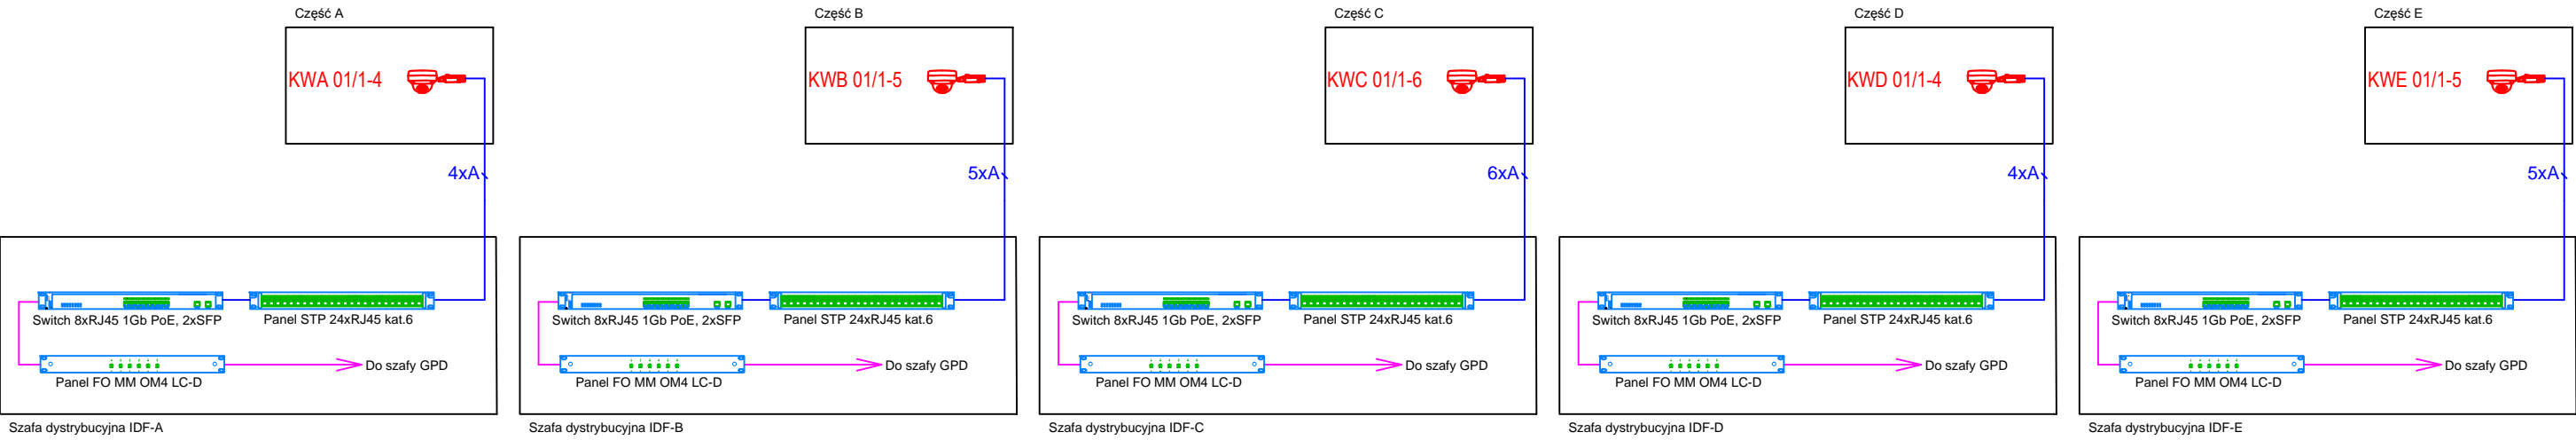 Część A
Część B
Część C
Część D
Część E
KWA 01/1-4
KWB 01/1-5
KWC 01/1-6
KWD 01/1-4
KWE 01/1-5
4xA
5xA
6xA
4xA
5xA
Switch 8xRJ45 1Gb PoE, 2xSFP
Panel STP 24xRJ45 kat.6
Switch 8xRJ45 1Gb PoE, 2xSFP
Panel STP 24xRJ45 kat.6
Switch 8xRJ45 1Gb PoE, 2xSFP
Panel STP 24xRJ45 kat.6
Switch 8xRJ45 1Gb PoE, 2xSFP
Panel STP 24xRJ45 kat.6
Switch 8xRJ45 1Gb PoE, 2xSFP
Panel STP 24xRJ45 kat.6
Do szafy GPD
Do szafy GPD
Do szafy GPD
Do szafy GPD
Do szafy GPD
Panel FO MM OM4 LC-D
Panel FO MM OM4 LC-D
Panel FO MM OM4 LC-D
Panel FO MM OM4 LC-D
Panel FO MM OM4 LC-D
Szafa dystrybucyjna IDF-A
Szafa dystrybucyjna IDF-B
Szafa dystrybucyjna IDF-C
Szafa dystrybucyjna IDF-D
Szafa dystrybucyjna IDF-E